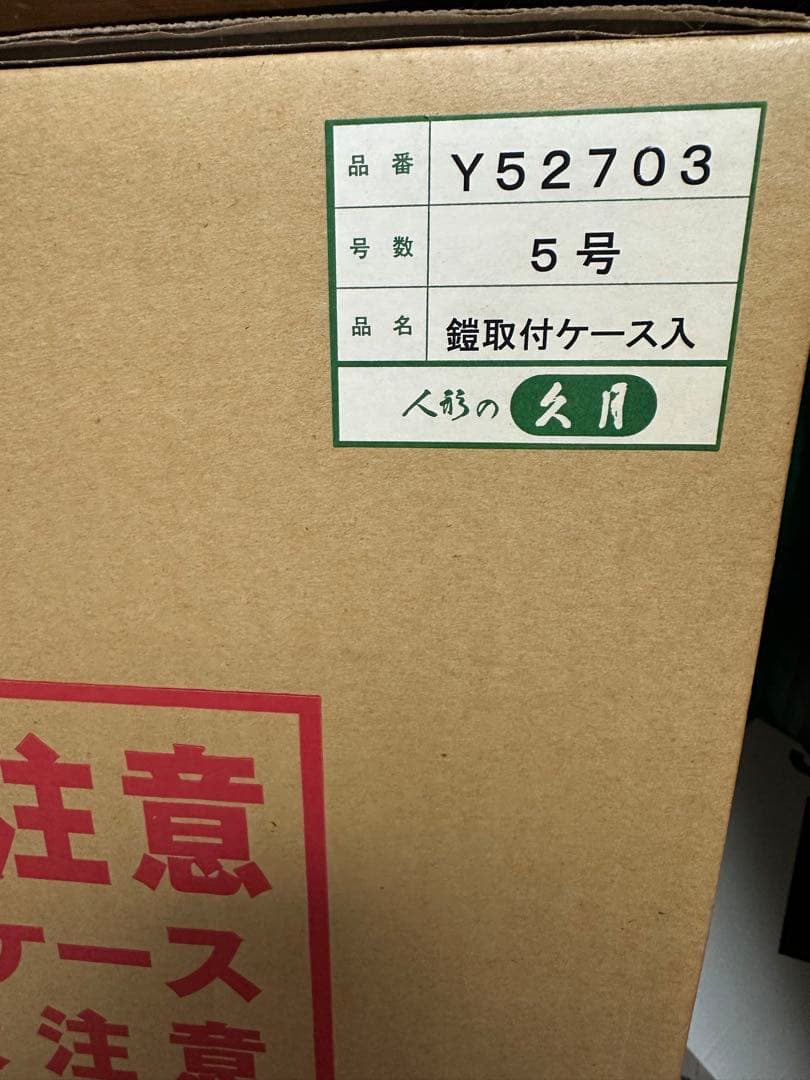 品番 Y52703
号数 5号
品名 鎧取付ケース入
人形の久月
注意
ケース
注意